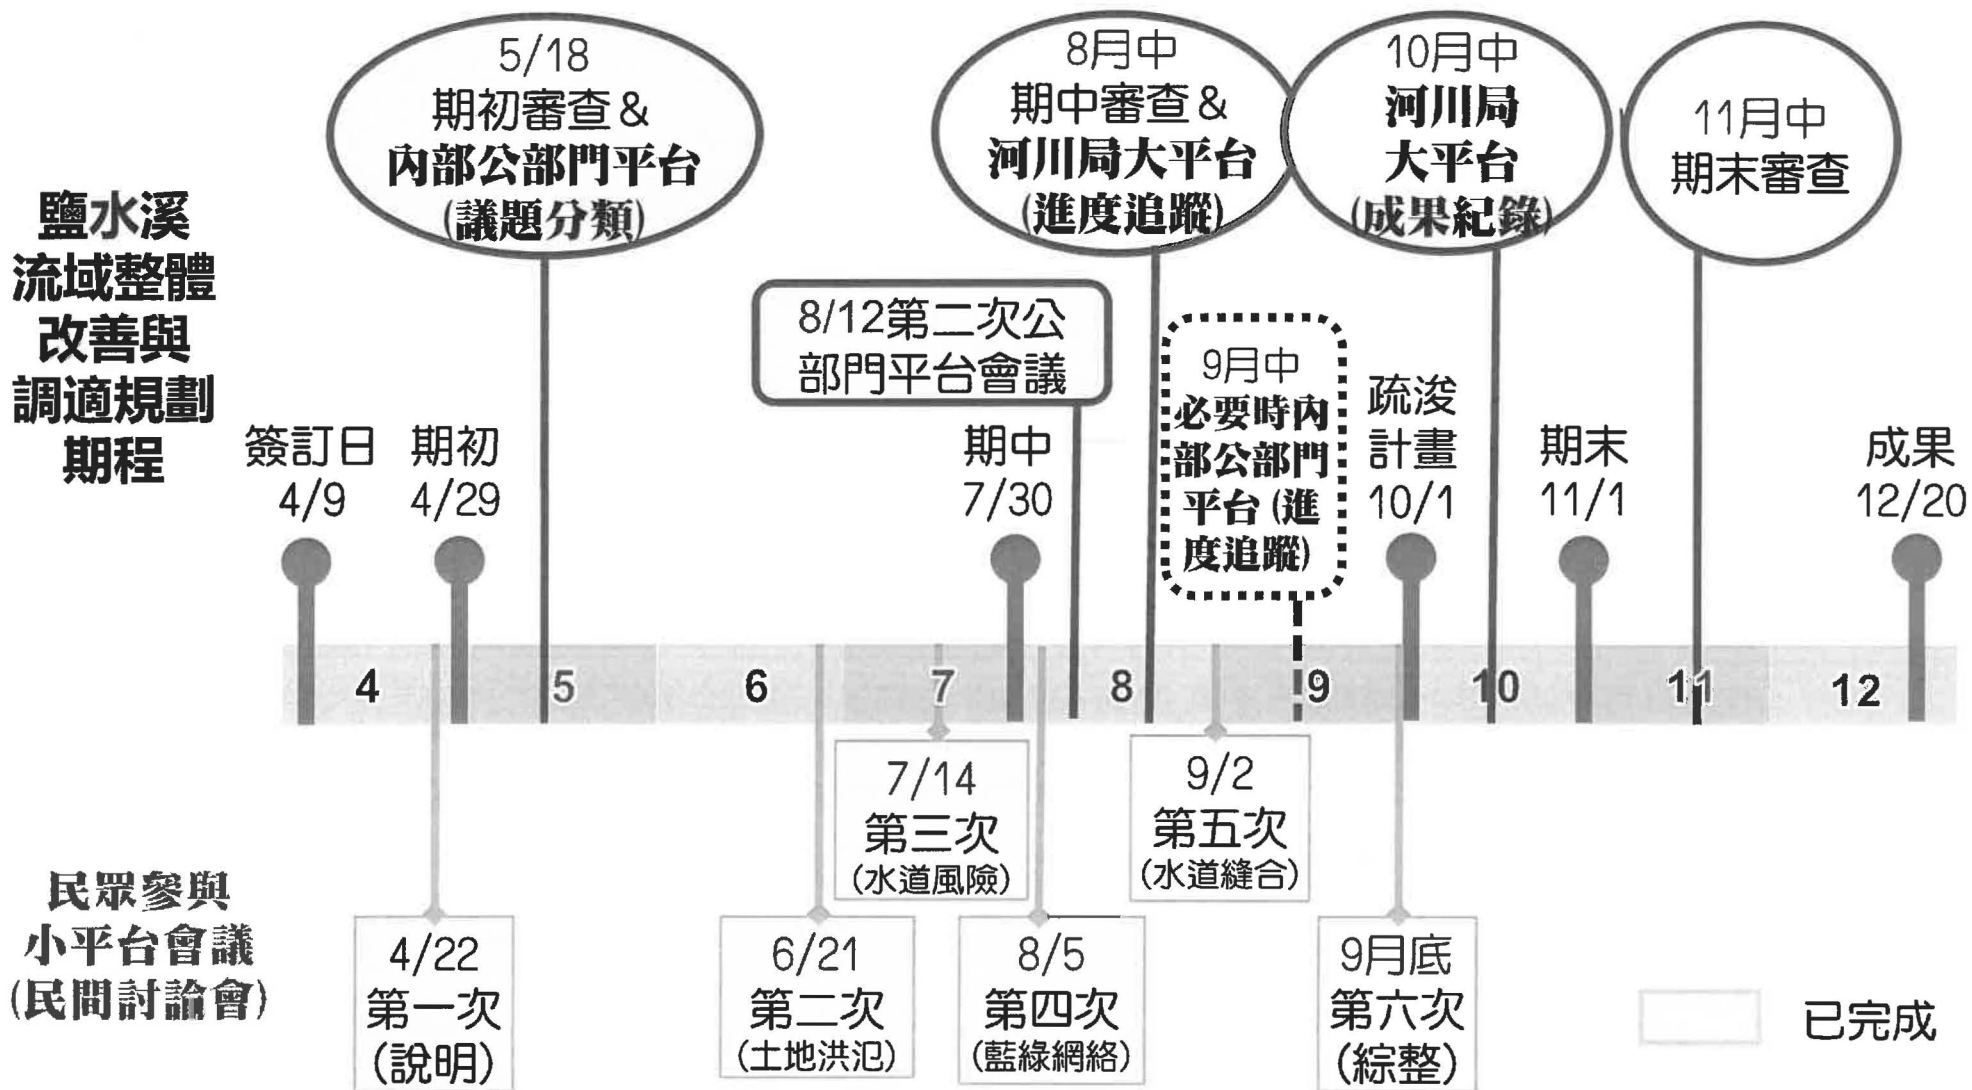 5/18
期初審查&
內部公部門平台
(議題分類)
8月中
期中審查&
河川局大平台
(進度追蹤)
10月中
河川局
大平台
(成果紀錄)
11月中
期末審查
鹽水溪
流域整體
改善與
調適規劃
期程
8/12第二次公
部門平台會議
9月中
必要時內
部公部門
平台(進
度追蹤)
簽訂日
4/9
期初
4/29
期中
7/30
疏浚
計畫
10/1
期末
11/1
成果
12/20
4
5
6
7
8
9
10
11
12
7/14
第三次
(水道風險)
9/2
第五次
(水道縫合)
民眾參與
小平台會議
(民間討論會)
4/22
第一次
(說明)
6/21
第二次
(土地洪氾)
8/5
第四次
(藍綠網絡)
9月底
第六次
(綜整)
已完成